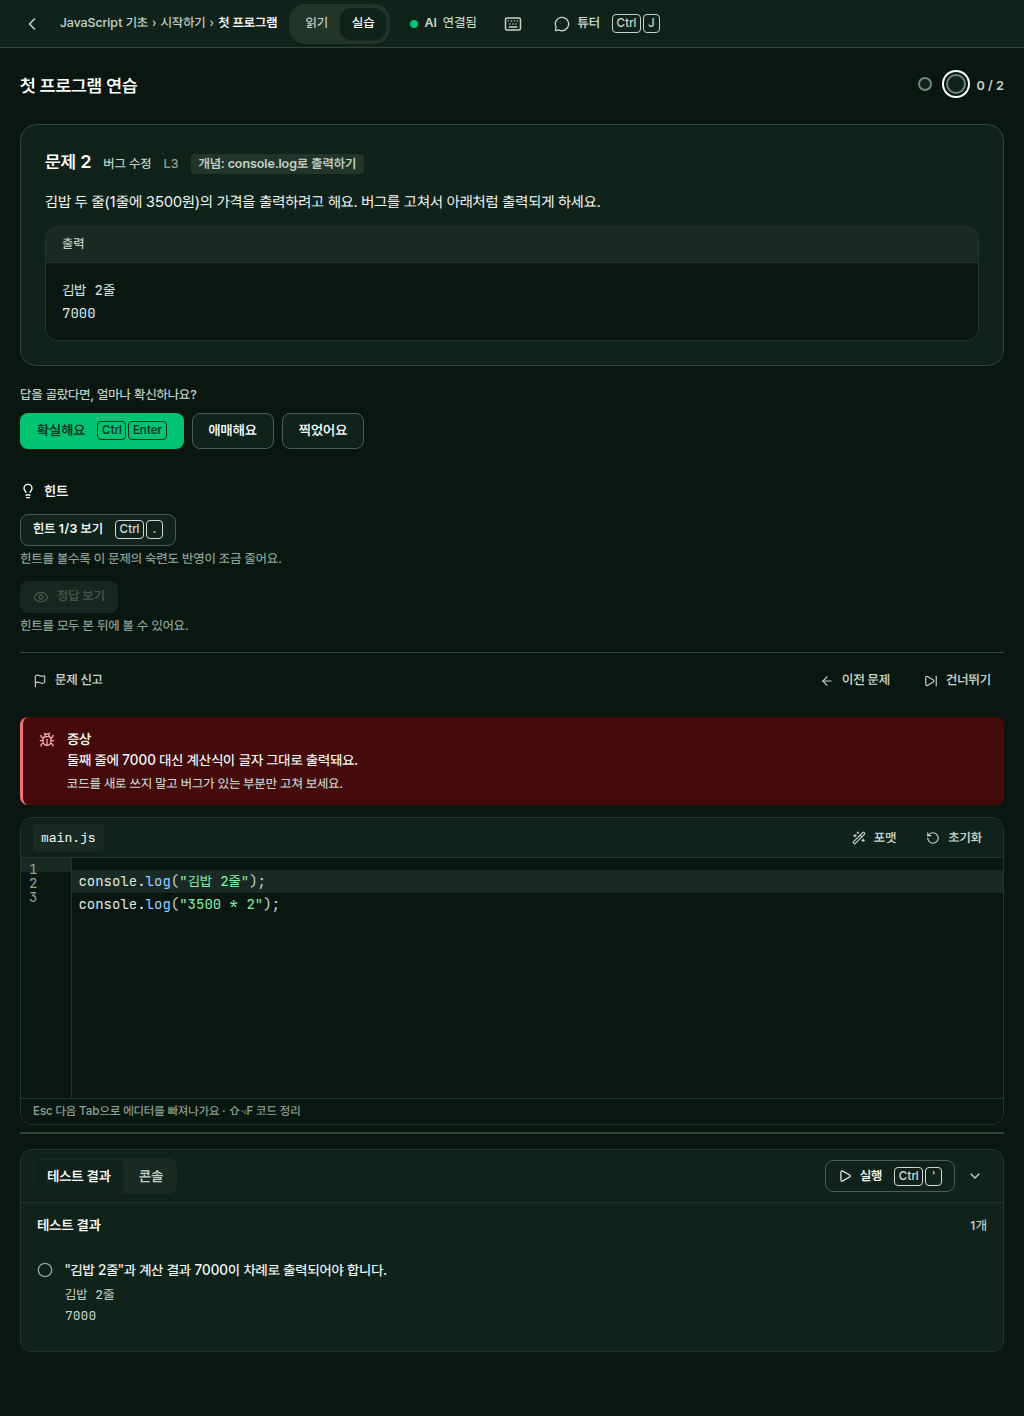 JavaScript 기초 › 시작하기 › 첫 프로그램 읽기 실습 AI 연결됨 튜터 Ctrl J
첫 프로그램 연습 0 / 2
문제 2 버그 수정 L3 개념: console.log로 출력하기
김밥 두 줄(1줄에 3500원)의 가격을 출력하려고 해요. 버그를 고쳐서 아래처럼 출력되게 하세요.
출력
김밥 2줄
7000
답을 골랐다면, 얼마나 확신하나요?
확실해요 Ctrl Enter 애매해요 찍었어요
힌트
힌트 1/3 보기 Ctrl .
힌트를 볼수록 이 문제의 숙련도 반영이 조금 줄어요.
정답 보기
힌트를 모두 본 뒤에 볼 수 있어요.
문제 신고 이전 문제 건너뛰기
증상
둘째 줄에 7000 대신 계산식이 글자 그대로 출력돼요.
코드를 새로 쓰지 말고 버그가 있는 부분만 고쳐 보세요.
main.js 포맷 초기화
1
2 console.log("김밥 2줄");
3 console.log("3500 * 2");
Esc 다음 Tab으로 에디터를 빠져나가요 · ⇧⌥F 코드 정리
테스트 결과 콘솔 실행 Ctrl '
테스트 결과 1개
"김밥 2줄"과 계산 결과 7000이 차례로 출력되어야 합니다.
김밥 2줄
7000